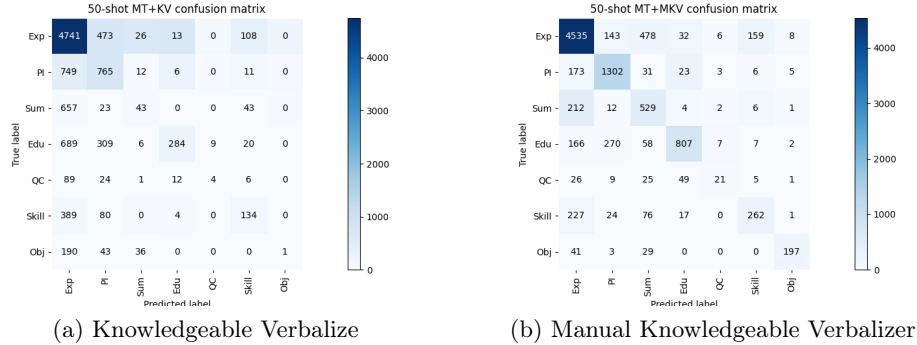 50-shot MT+KV confusion matrix
Exp 4741 473 26 13 0 108 0
PI 749 765 12 6 0 11 0
Sum 657 23 43 0 0 43 0
Edu 689 309 6 284 9 20 0
QC 89 24 1 12 4 6 0
Skill 389 80 0 4 0 134 0
Obj 190 43 36 0 0 0 1
Exp PI Sum Edu QC Skill Obj
True label
Predicted label
4000
3000
2000
1000
0
(a) Knowledgeable Verbalize
50-shot MT+MKV confusion matrix
Exp 4535 143 478 32 6 159 8
PI 173 1302 31 23 3 6 5
Sum 212 12 529 4 2 6 1
Edu 166 270 58 807 7 7 2
QC 26 9 25 49 21 5 1
Skill 227 24 76 17 0 262 1
Obj 41 3 29 0 0 0 197
Exp PI Sum Edu QC Skill Obj
True label
Predicted label
4000
3000
2000
1000
0
(b) Manual Knowledgeable Verbalizer